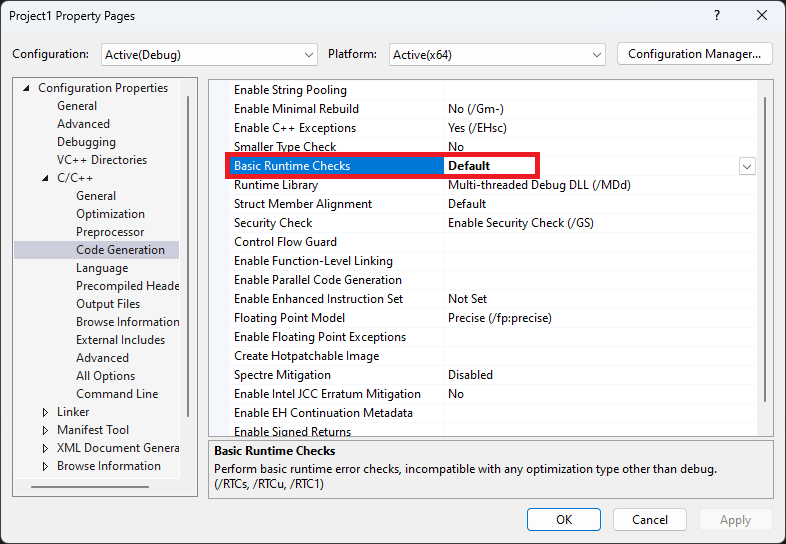 Project1 Property Pages ? ×
Configuration: Active(Debug) Platform: Active(x64) Configuration Manager...
Configuration Properties
General
Advanced
Debugging
VC++ Directories
C/C++
General
Optimization
Preprocessor
Code Generation
Language
Precompiled Heade
Output Files
Browse Information
External Includes
Advanced
All Options
Command Line
Linker
Manifest Tool
XML Document Genera
Browse Information
Enable String Pooling
Enable Minimal Rebuild No (/Gm-)
Enable C++ Exceptions Yes (/EHsc)
Smaller Type Check No
Basic Runtime Checks Default
Runtime Library Multi-threaded Debug DLL (/MDd)
Struct Member Alignment Default
Security Check Enable Security Check (/GS)
Control Flow Guard
Enable Function-Level Linking
Enable Parallel Code Generation
Enable Enhanced Instruction Set Not Set
Floating Point Model Precise (/fp:precise)
Enable Floating Point Exceptions
Create Hotpatchable Image
Spectre Mitigation Disabled
Enable Intel JCC Erratum Mitigation No
Enable EH Continuation Metadata
Enable Signed Returns
Basic Runtime Checks
Perform basic runtime error checks, incompatible with any optimization type other than debug.
(/RTCs, /RTCu, /RTC1)
OK Cancel Apply